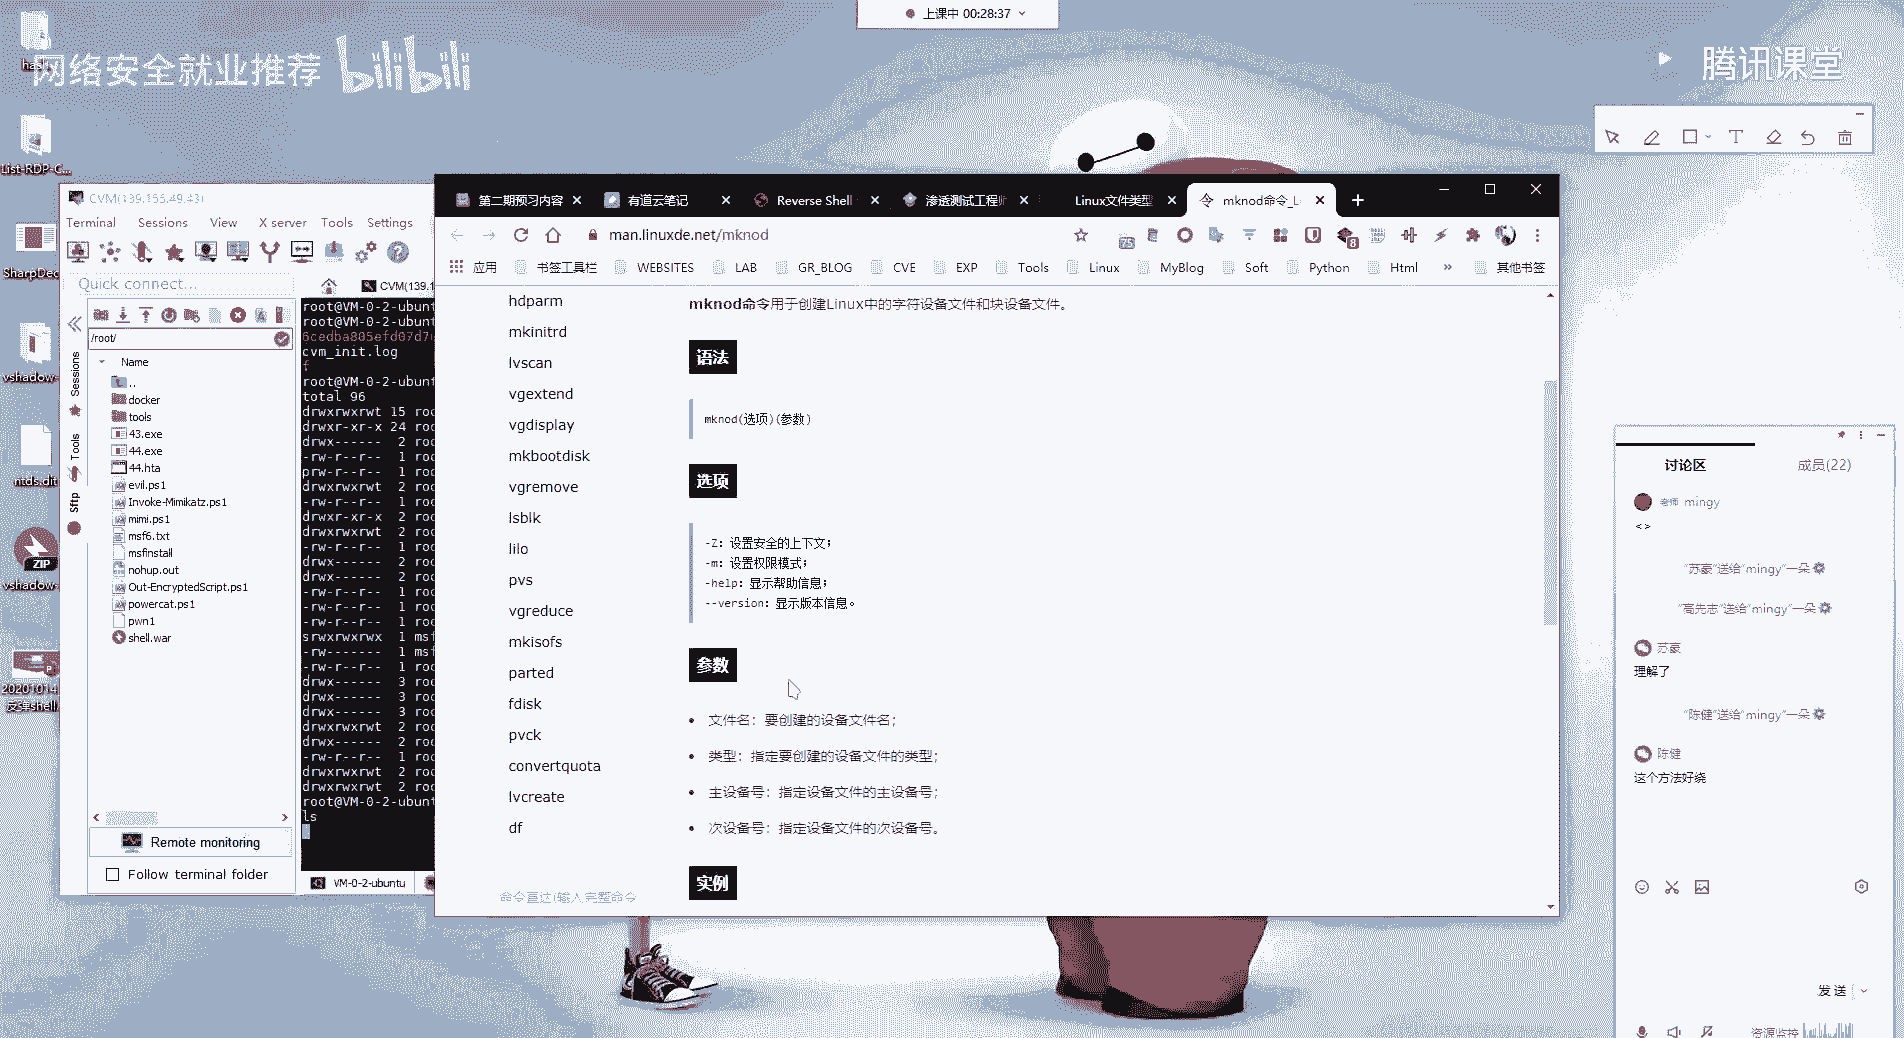 上课中 00:28:37
网络安全就业推荐 bilibili
腾讯课堂
List-RDP-C...
SharpDec
vshadow-
ntds.dit
ZIP
vshadow-
20201014
反弹shell
CVM(139.155.49.43)
Terminal Sessions View X server Tools Settings
Quick connect...
/root/
Name
..
docker
tools
43.exe
44.exe
44.hta
evil.ps1
Invoke-Mimikatz.ps1
mimi.ps1
msf6.txt
msfinstall
nohup.out
Out-EncryptedScript.ps1
powercat.ps1
pwn1
shell.war
Sessions
Tools
Sftp
Remote monitoring
Follow terminal folder
CVM(139.1
root@VM-0-2-ubunt
root@VM-0-2-ubunt
6cedba805efd07d7
cvm_init.log
f
root@VM-0-2-ubunt
total 96
drwxrwxrwt 15 roo
drwxr-xr-x 24 roo
drwx------ 2 roo
-rw-r--r-- 1 roo
prw-r--r-- 1 roo
drwxrwxrwt 2 roo
-rw-r--r-- 1 roo
drwxr-xr-x 2 roo
drwxrwxrwt 2 roo
-rw-r--r-- 1 roo
drwx------ 2 roo
drwx------ 2 roo
-rw-r--r-- 1 roo
-rw-r--r-- 1 roo
-rw-r--r-- 1 roo
srwxrwxrwx 1 msf
-rw------- 1 msf
-rw-r--r-- 1 roo
drwx------ 3 roo
drwx------ 3 roo
drwx------ 3 roo
drwxrwxrwt 2 roo
drwx------ 2 roo
-rw-r--r-- 1 roo
drwxrwxrwt 2 roo
drwxrwxrwt 2 roo
root@VM-0-2-ubunt
ls
VM-0-2-ubuntu
第二期预习内容 有道云笔记 Reverse Shell 渗透测试工程师 Linux文件类型 mknod命令_L
man.linuxde.net/mknod
75
8
应用 书签工具栏 WEBSITES LAB GR_BLOG CVE EXP Tools Linux MyBlog Soft Python Html » 其他书签
hdparm
mkinitrd
lvscan
vgextend
vgdisplay
mkbootdisk
vgremove
lsblk
lilo
pvs
vgreduce
mkisofs
parted
fdisk
pvck
convertquota
lvcreate
df
命令直达(输入完整命令
mknod命令用于创建Linux中的字符设备文件和块设备文件。
语法
mknod(选项)(参数)
选项
-Z：设置安全的上下文；
-m：设置权限模式；
-help：显示帮助信息；
--version：显示版本信息。
参数
文件名：要创建的设备文件名；
类型：指定要创建的设备文件的类型；
主设备号：指定设备文件的主设备号；
次设备号：指定设备文件的次设备号。
实例
讨论区 成员(22)
老师 mingy
<>
"苏豪"送给"mingy"一朵
"高先志"送给"mingy"一朵
苏豪
理解了
"陈健"送给"mingy"一朵
陈健
这个方法好绕
发送
资源监控